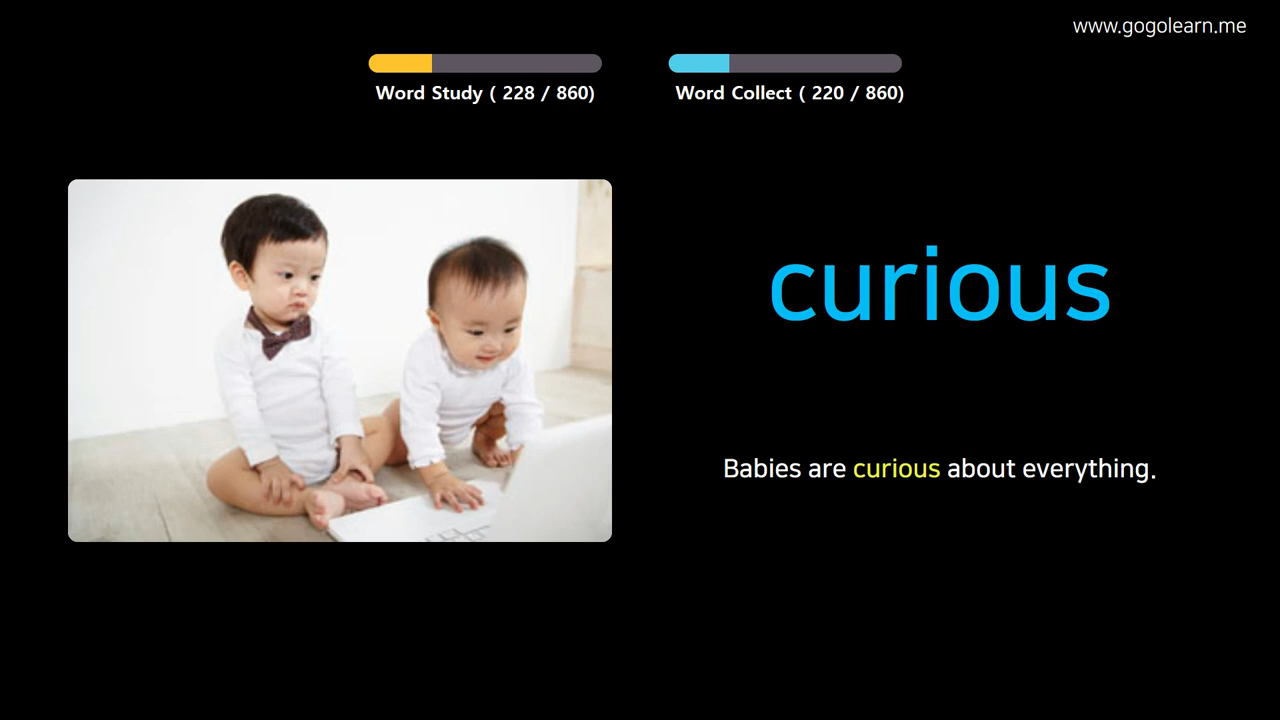 www.gogolearn.me
Word Study ( 228 / 860)
Word Collect ( 220 / 860)
curious
Babies are curious about everything.